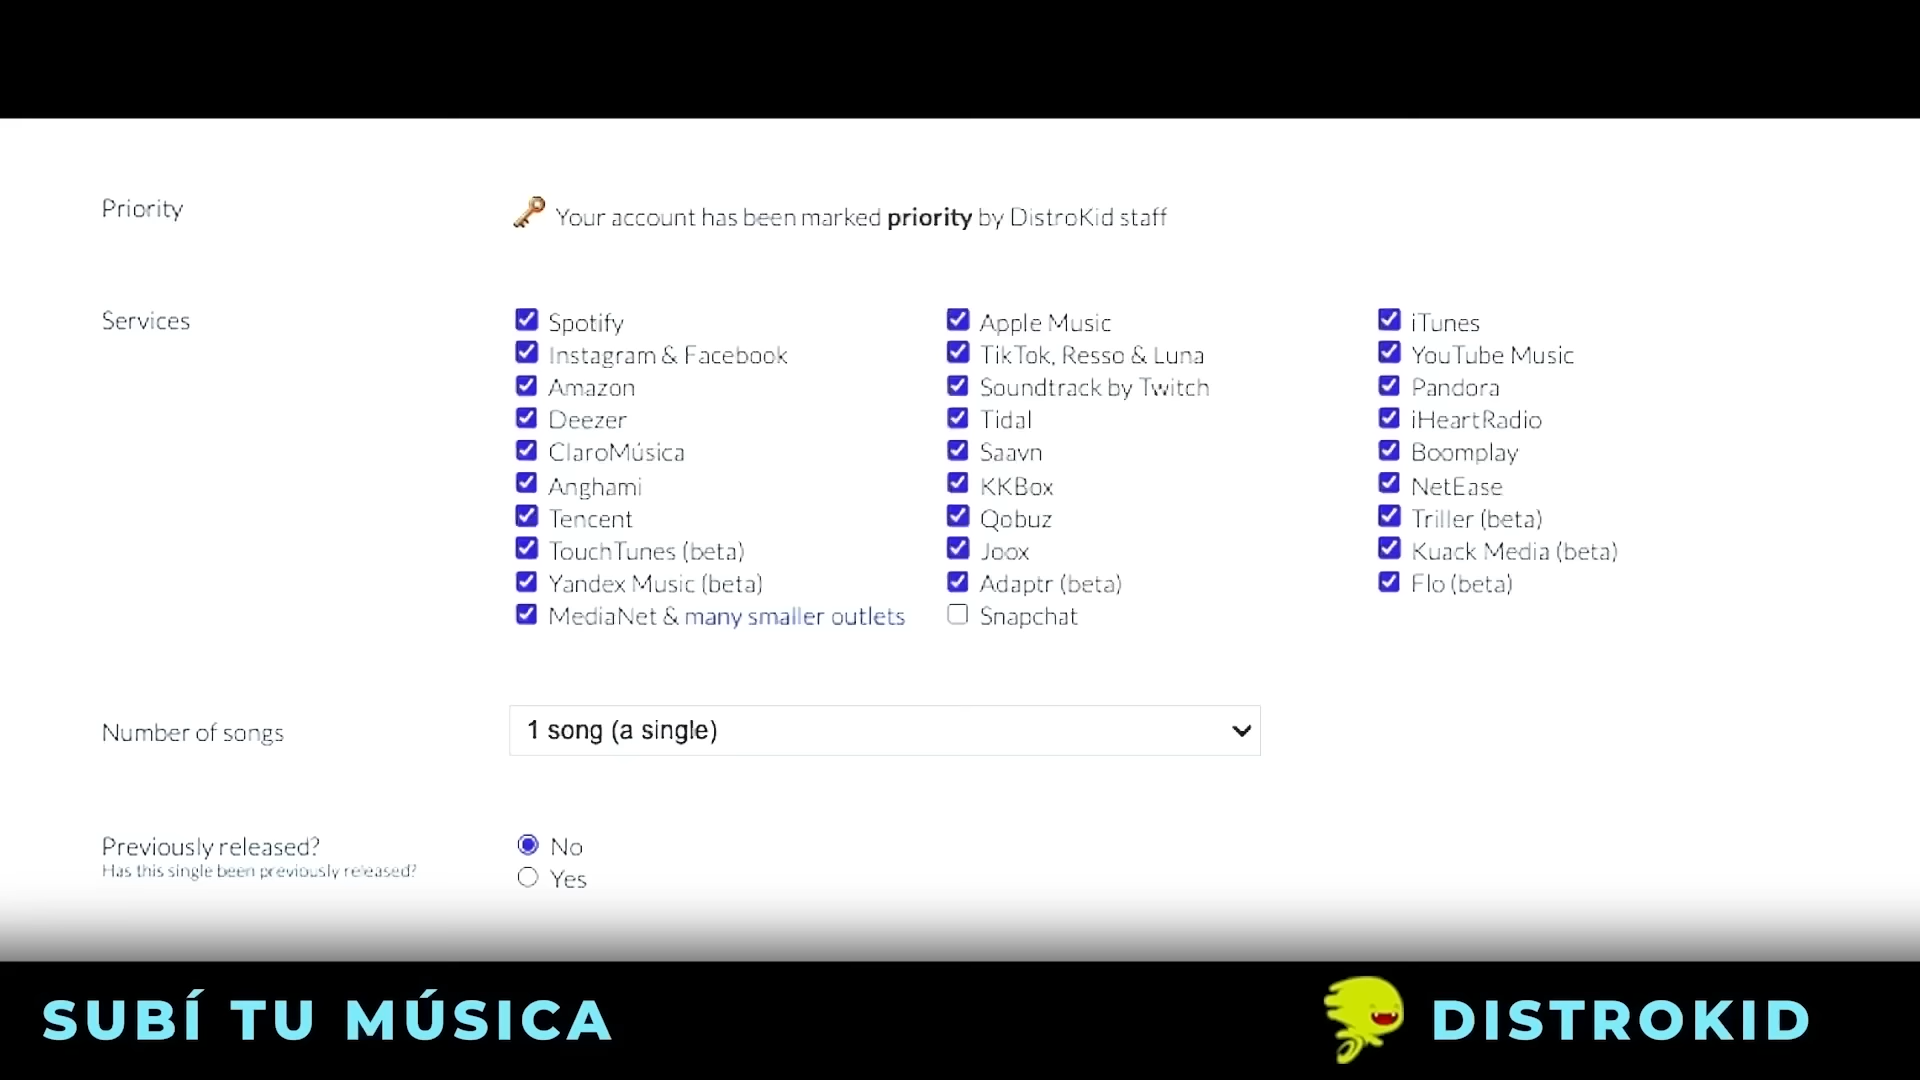 Priority
Your account has been marked priority by DistroKid staff
Services
Spotify Apple Music iTunes
Instagram & Facebook TikTok, Resso & Luna YouTube Music
Amazon Soundtrack by Twitch Pandora
Deezer Tidal iHeartRadio
ClaroMúsica Saavn Boomplay
Anghami KKBox NetEase
Tencent Qobuz Triller (beta)
TouchTunes (beta) Joox Kuack Media (beta)
Yandex Music (beta) Adaptr (beta) Flo (beta)
MediaNet & many smaller outlets Snapchat
Number of songs
1 song (a single)
Previously released?
Has this single been previously released?
No
Yes
SUBÍ TU MÚSICA
DISTROKID